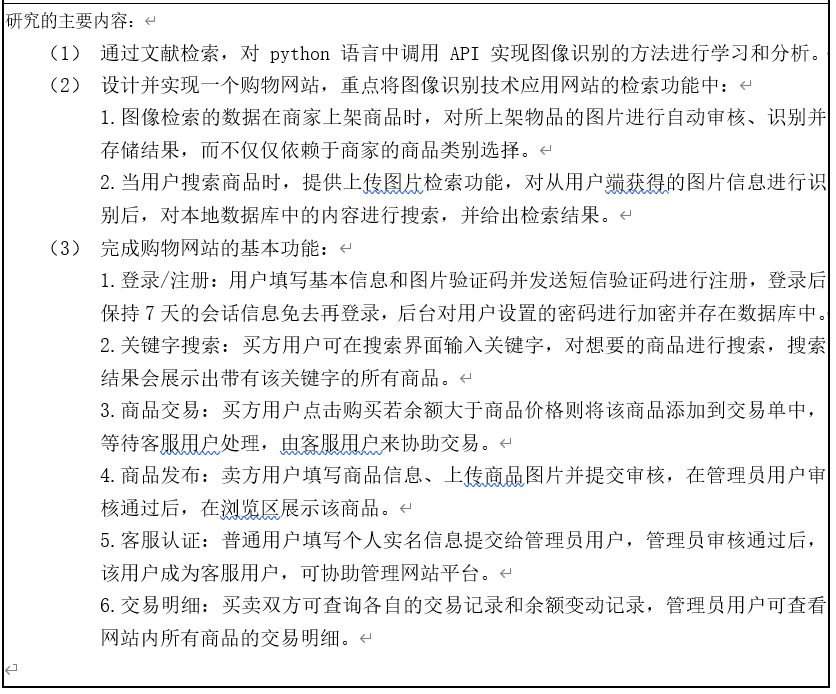 研究的主要内容：
（1） 通过文献检索，对 python 语言中调用 API 实现图像识别的方法进行学习和分析。
（2） 设计并实现一个购物网站，重点将图像识别技术应用网站的检索功能中：
1.图像检索的数据在商家上架商品时，对所上架物品的图片进行自动审核、识别并
存储结果，而不仅仅依赖于商家的商品类别选择。
2.当用户搜索商品时，提供上传图片检索功能，对从用户端获得的图片信息进行识
别后，对本地数据库中的内容进行搜索，并给出检索结果。
（3） 完成购物网站的基本功能：
1.登录/注册：用户填写基本信息和图片验证码并发送短信验证码进行注册，登录后
保持 7 天的会话信息免去再登录，后台对用户设置的密码进行加密并存在数据库中。
2.关键字搜索：买方用户可在搜索界面输入关键字，对想要的商品进行搜索，搜索
结果会展示出带有该关键字的所有商品。
3.商品交易：买方用户点击购买若余额大于商品价格则将该商品添加到交易单中，
等待客服用户处理，由客服用户来协助交易。
4.商品发布：卖方用户填写商品信息、上传商品图片并提交审核，在管理员用户审
核通过后，在浏览区展示该商品。
5.客服认证：普通用户填写个人实名信息提交给管理员用户，管理员审核通过后，
该用户成为客服用户，可协助管理网站平台。
6.交易明细：买卖双方可查询各自的交易记录和余额变动记录，管理员用户可查看
网站内所有商品的交易明细。